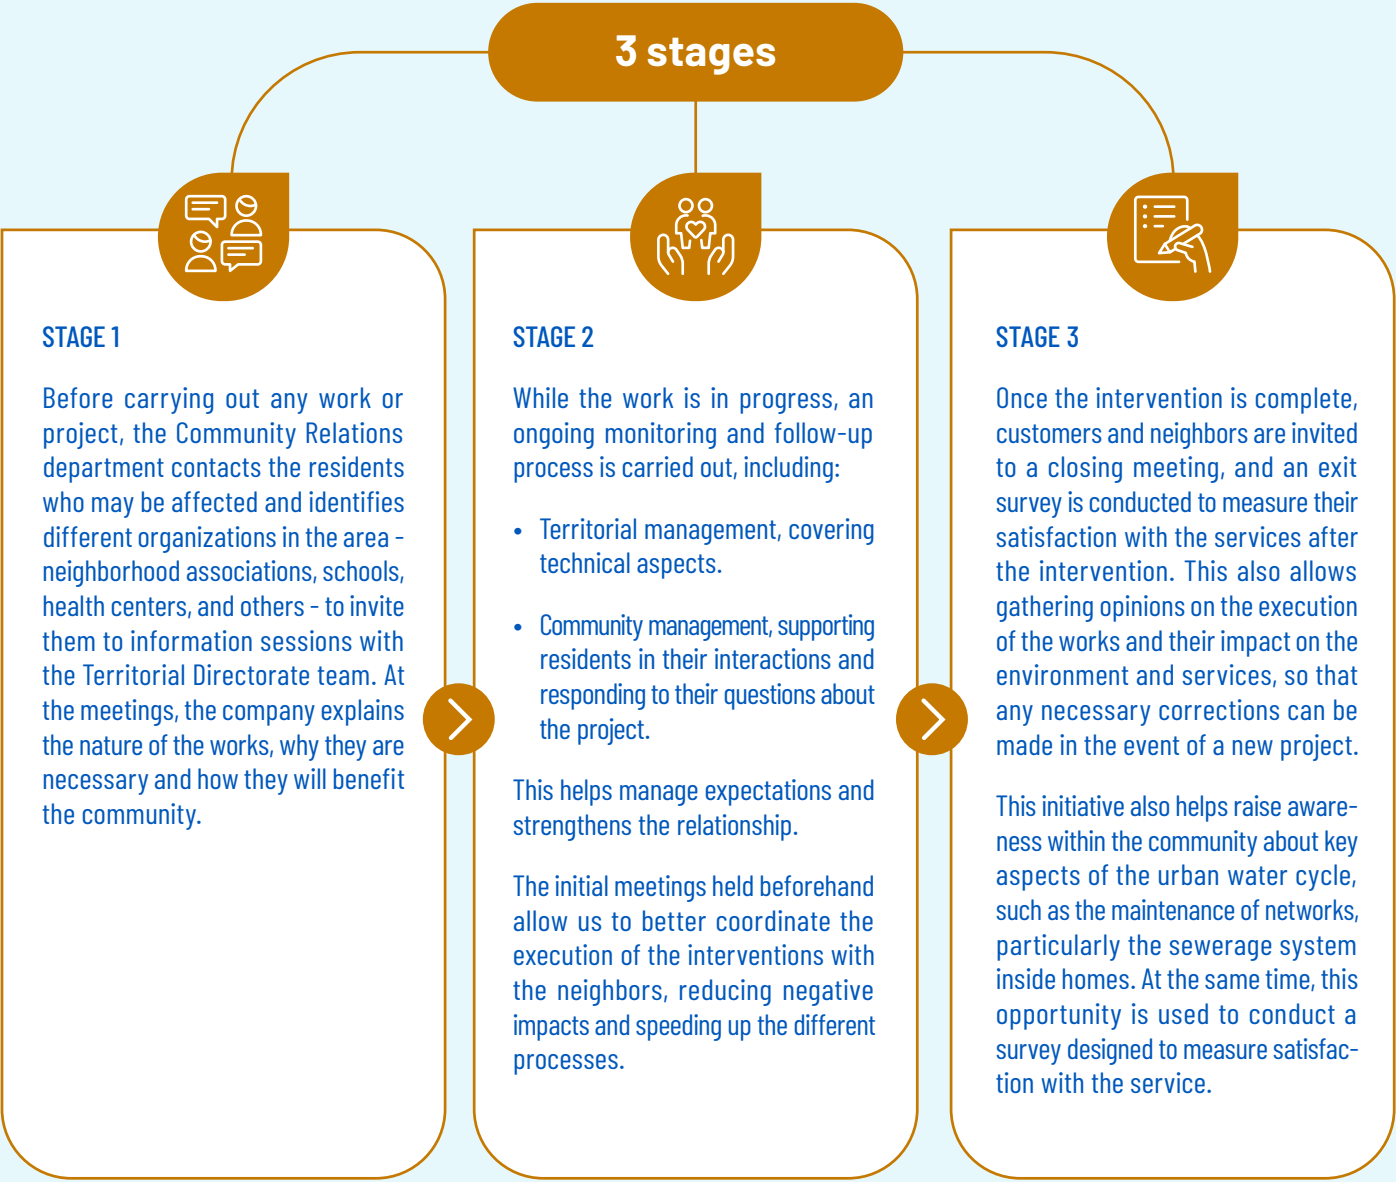 3 stages
STAGE 1
Before carrying out any work or
project, the Community Relations
department contacts the residents
who may be affected and identifies
different organizations in the area -
neighborhood associations, schools,
health centers, and others - to invite
them to information sessions with
the Territorial Directorate team. At
the meetings, the company explains
the nature of the works, why they are
necessary and how they will benefit
the community.
STAGE 2
While the work is in progress, an
ongoing monitoring and follow-up
process is carried out, including:
• Territorial management, covering
technical aspects.
• Community management, supporting
residents in their interactions and
responding to their questions about
the project.
This helps manage expectations and
strengthens the relationship.
The initial meetings held beforehand
allow us to better coordinate the
execution of the interventions with
the neighbors, reducing negative
impacts and speeding up the different
processes.
STAGE 3
Once the intervention is complete,
customers and neighbors are invited
to a closing meeting, and an exit
survey is conducted to measure their
satisfaction with the services after
the intervention. This also allows
gathering opinions on the execution
of the works and their impact on the
environment and services, so that
any necessary corrections can be
made in the event of a new project.
This initiative also helps raise aware-
ness within the community about key
aspects of the urban water cycle,
such as the maintenance of networks,
particularly the sewerage system
inside homes. At the same time, this
opportunity is used to conduct a
survey designed to measure satisfac-
tion with the service.